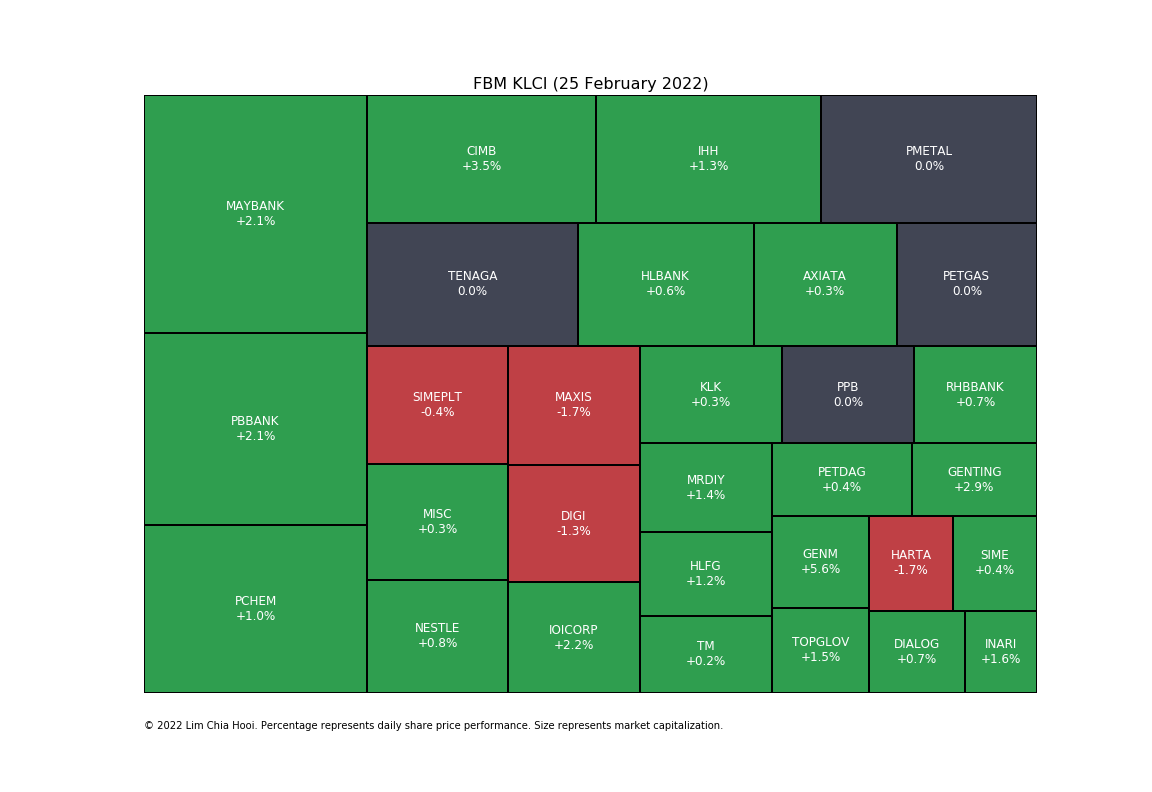 FBM KLCI (25 February 2022)
MAYBANK
+2.1%
CIMB
+3.5%
IHH
+1.3%
PMETAL
0.0%
TENAGA
0.0%
HLBANK
+0.6%
AXIATA
+0.3%
PETGAS
0.0%
PBBANK
+2.1%
SIMEPLT
-0.4%
MAXIS
-1.7%
KLK
+0.3%
PPB
0.0%
RHBBANK
+0.7%
MISC
+0.3%
DIGI
-1.3%
MRDIY
+1.4%
PETDAG
+0.4%
GENTING
+2.9%
HLFG
+1.2%
GENM
+5.6%
HARTA
-1.7%
SIME
+0.4%
PCHEM
+1.0%
NESTLE
+0.8%
IOICORP
+2.2%
TM
+0.2%
TOPGLOV
+1.5%
DIALOG
+0.7%
INARI
+1.6%
© 2022 Lim Chia Hooi. Percentage represents daily share price performance. Size represents market capitalization.